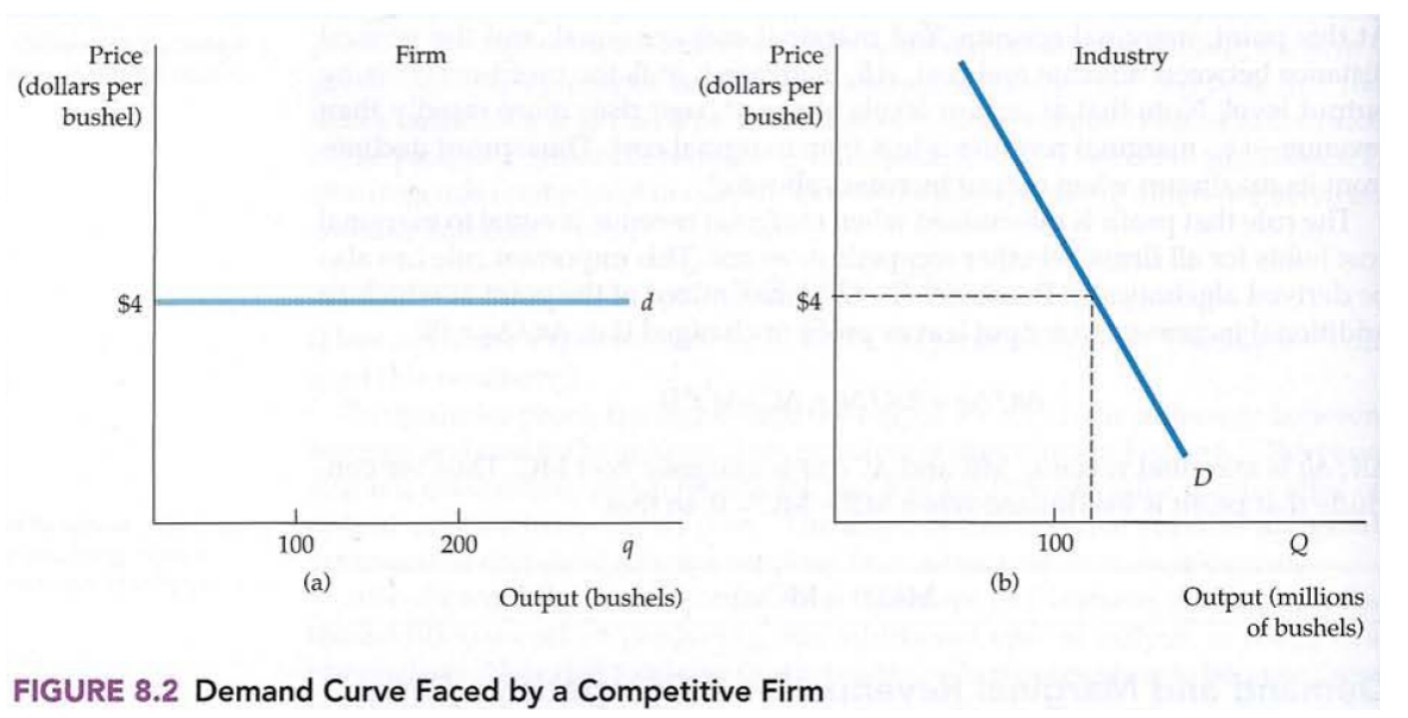 Price
(dollars per
bushel)
Firm
$4
d
100
200
q
(a)
Output (bushels)
Price
(dollars per
bushel)
Industry
$4
D
100
Q
(b)
Output (millions
of bushels)
FIGURE 8.2 Demand Curve Faced by a Competitive Firm